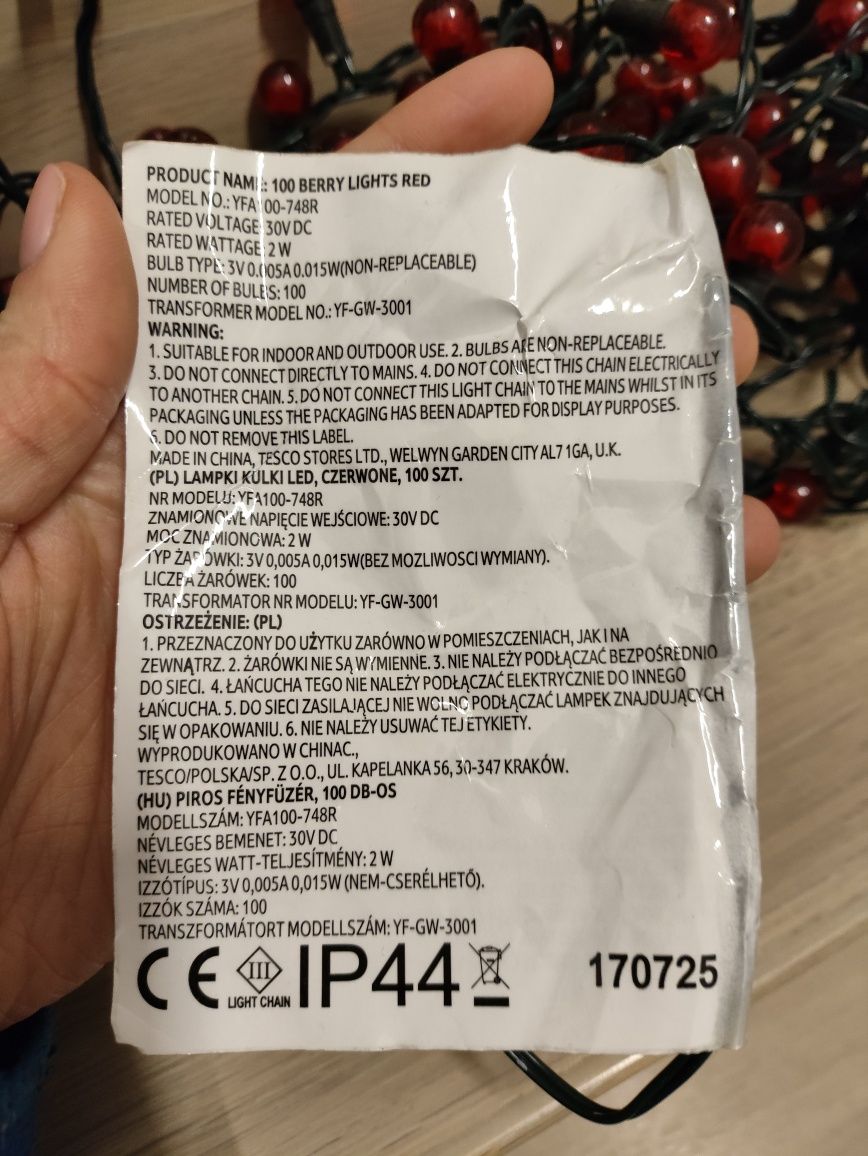 PRODUCT NAME: 100 BERRY LIGHTS RED
MODEL NO.: YFA100-748R
RATED VOLTAGE: 30V DC
RATED WATTAGE: 2 W
BULB TYPE: 3V 0.005A 0.015W(NON-REPLACEABLE)
NUMBER OF BULBS: 100
TRANSFORMER MODEL NO.: YF-GW-3001
WARNING:
1. SUITABLE FOR INDOOR AND OUTDOOR USE. 2. BULBS ARE NON-REPLACEABLE.
3. DO NOT CONNECT DIRECTLY TO MAINS. 4. DO NOT CONNECT THIS CHAIN ELECTRICALLY
TO ANOTHER CHAIN. 5. DO NOT CONNECT THIS LIGHT CHAIN TO THE MAINS WHILST IN ITS
PACKAGING UNLESS THE PACKAGING HAS BEEN ADAPTED FOR DISPLAY PURPOSES.
6. DO NOT REMOVE THIS LABEL.
MADE IN CHINA, TESCO STORES LTD., WELWYN GARDEN CITY AL7 1GA, U.K.
(PL) LAMPKI KULKI LED, CZERWONE, 100 SZT.
NR MODELU: YFA100-748R
ZNAMIONOWE NAPIĘCIE WEJŚCIOWE: 30V DC
MOC ZNAMIONOWA: 2 W
TYP ŻARÓWKI: 3V 0,005A 0,015W(BEZ MOZLIWOSCI WYMIANY).
LICZBA ŻARÓWEK: 100
TRANSFORMATOR NR MODELU: YF-GW-3001
OSTRZEŻENIE: (PL)
1. PRZEZNACZONY DO UŻYTKU ZARÓWNO W POMIESZCZENIACH, JAK I NA
ZEWNĄTRZ. 2. ŻARÓWKI NIE SĄ WYMIENNE. 3. NIE NALEŻY PODŁĄCZAĆ BEZPOŚREDNIO
DO SIECI. 4. ŁAŃCUCHA TEGO NIE NALEŻY PODŁĄCZAĆ ELEKTRYCZNIE DO INNEGO
ŁAŃCUCHA. 5. DO SIECI ZASILAJĄCEJ NIE WOLNO PODŁĄCZAĆ LAMPEK ZNAJDUJĄCYCH
SIĘ W OPAKOWANIU. 6. NIE NALEŻY USUWAĆ TEJ ETYKIETY.
WYPRODUKOWANO W CHINAC.,
TESCO/POLSKA/SP. Z O.O., UL. KAPELANKA 56, 30-347 KRAKÓW.
(HU) PIROS FÉNYFÜZÉR, 100 DB-OS
MODELLSZÁM: YFA100-748R
NÉVLEGES BEMENET: 30V DC
NÉVLEGES WATT-TELJESÍTMÉNY: 2 W
IZZÓTÍPUS: 3V 0,005A 0,015W (NEM-CSERÉLHETŐ).
IZZÓK SZÁMA: 100
TRANSZFORMÁTORT MODELLSZÁM: YF-GW-3001
CE III LIGHT CHAIN IP44 170725